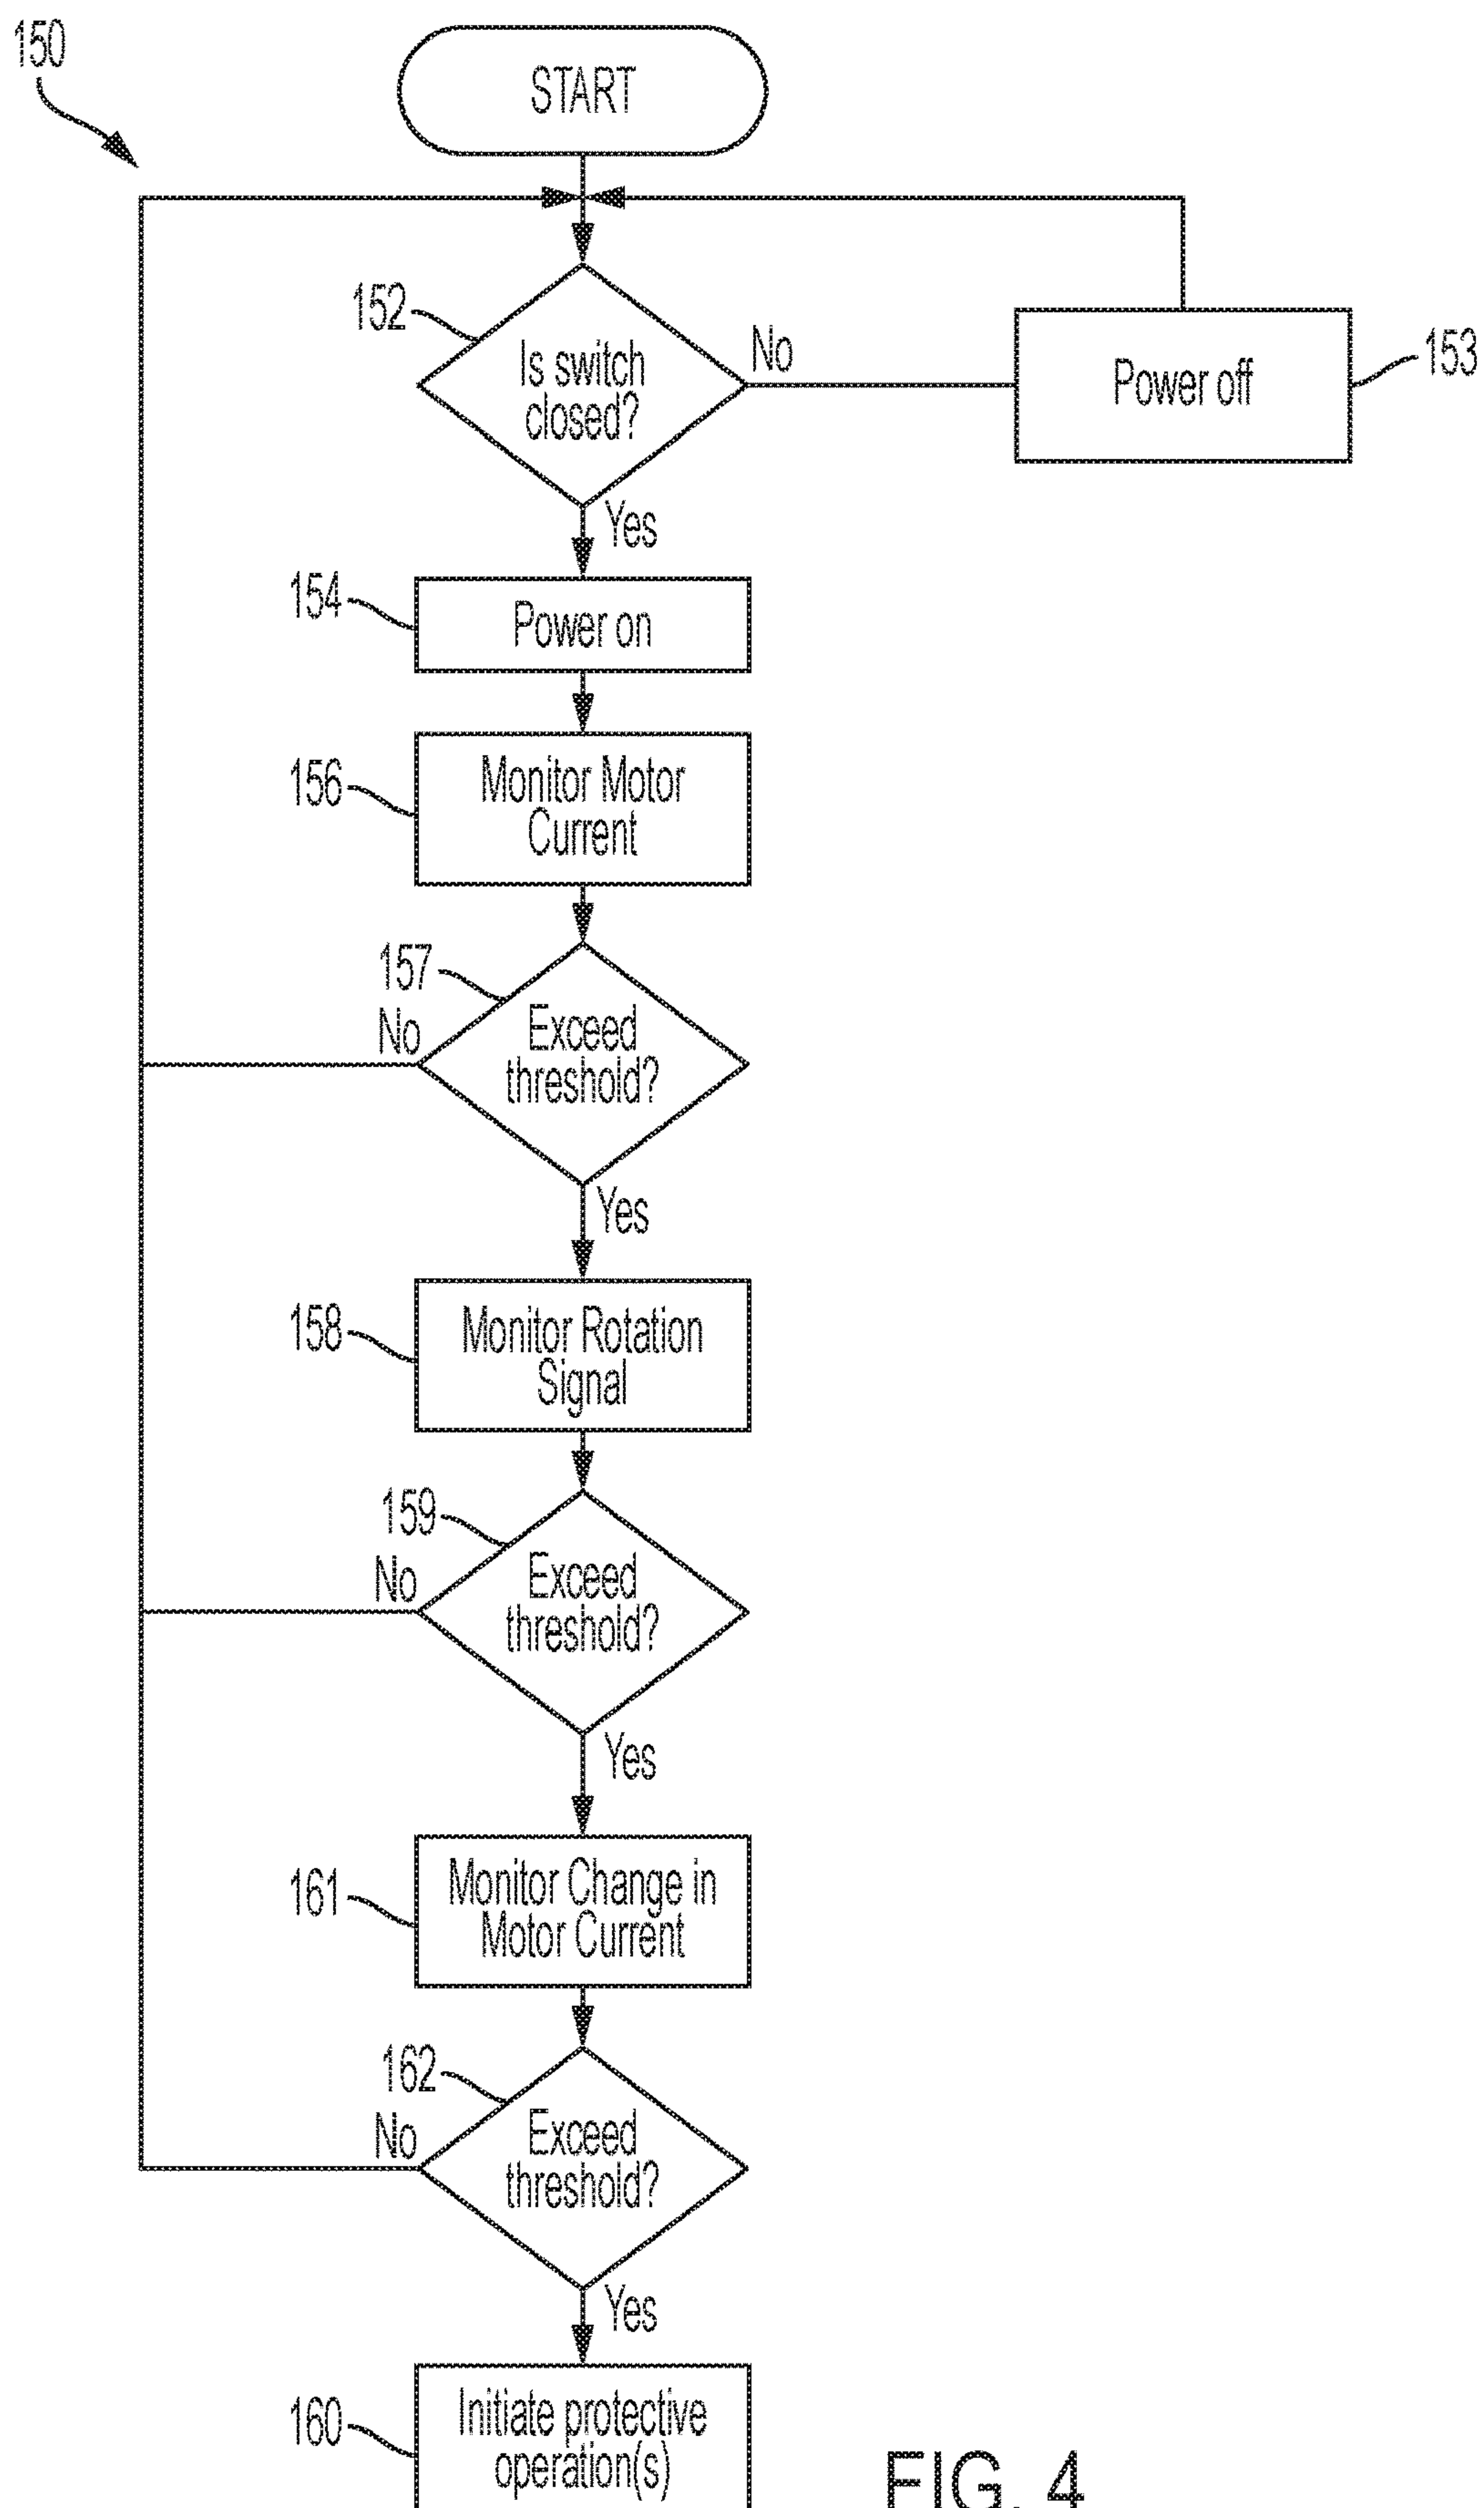 150
START
152
Is switch
closed?
No
Power off
153
Yes
154
Power on
156
Monitor Motor
Current
157
No
Exceed
threshold?
Yes
158
Monitor Rotation
Signal
159
No
Exceed
threshold?
Yes
161
Monitor Change in
Motor Current
162
No
Exceed
threshold?
Yes
160
Initiate protective
operation(s)
FIG. 4